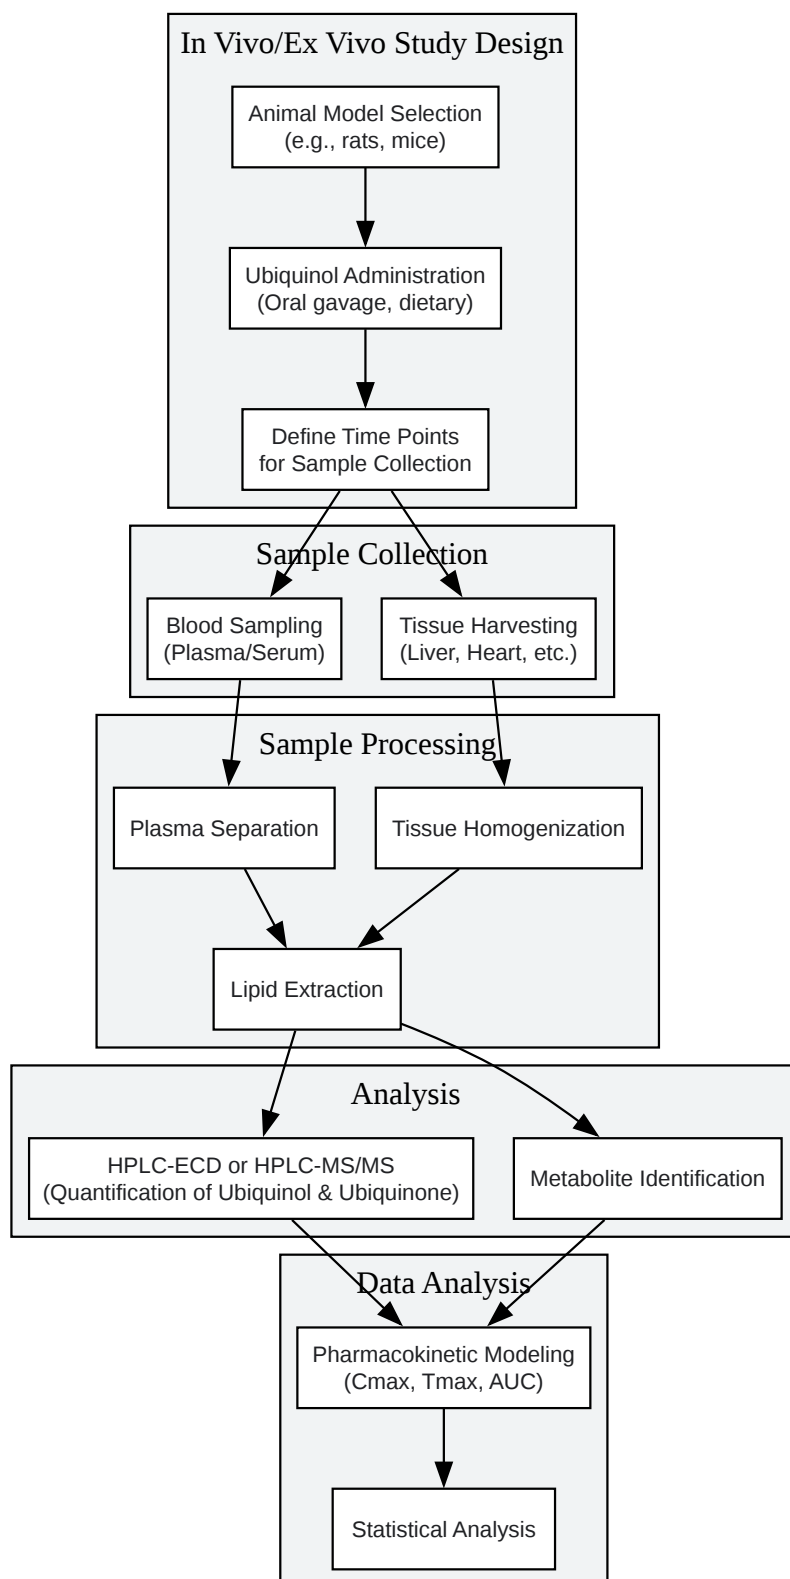 In Vivo/Ex Vivo Study Design
Animal Model Selection
(e.g., rats, mice)
Ubiquinol Administration
(Oral gavage, dietary)
Define Time Points
for Sample Collection
Sample Collection
Blood Sampling
(Plasma/Serum)
Tissue Harvesting
(Liver, Heart, etc.)
Sample Processing
Plasma Separation
Tissue Homogenization
Lipid Extraction
Analysis
HPLC-ECD or HPLC-MS/MS
(Quantification of Ubiquinol & Ubiquinone)
Metabolite Identification
Data Analysis
Pharmacokinetic Modeling
(Cmax, Tmax, AUC)
Statistical Analysis